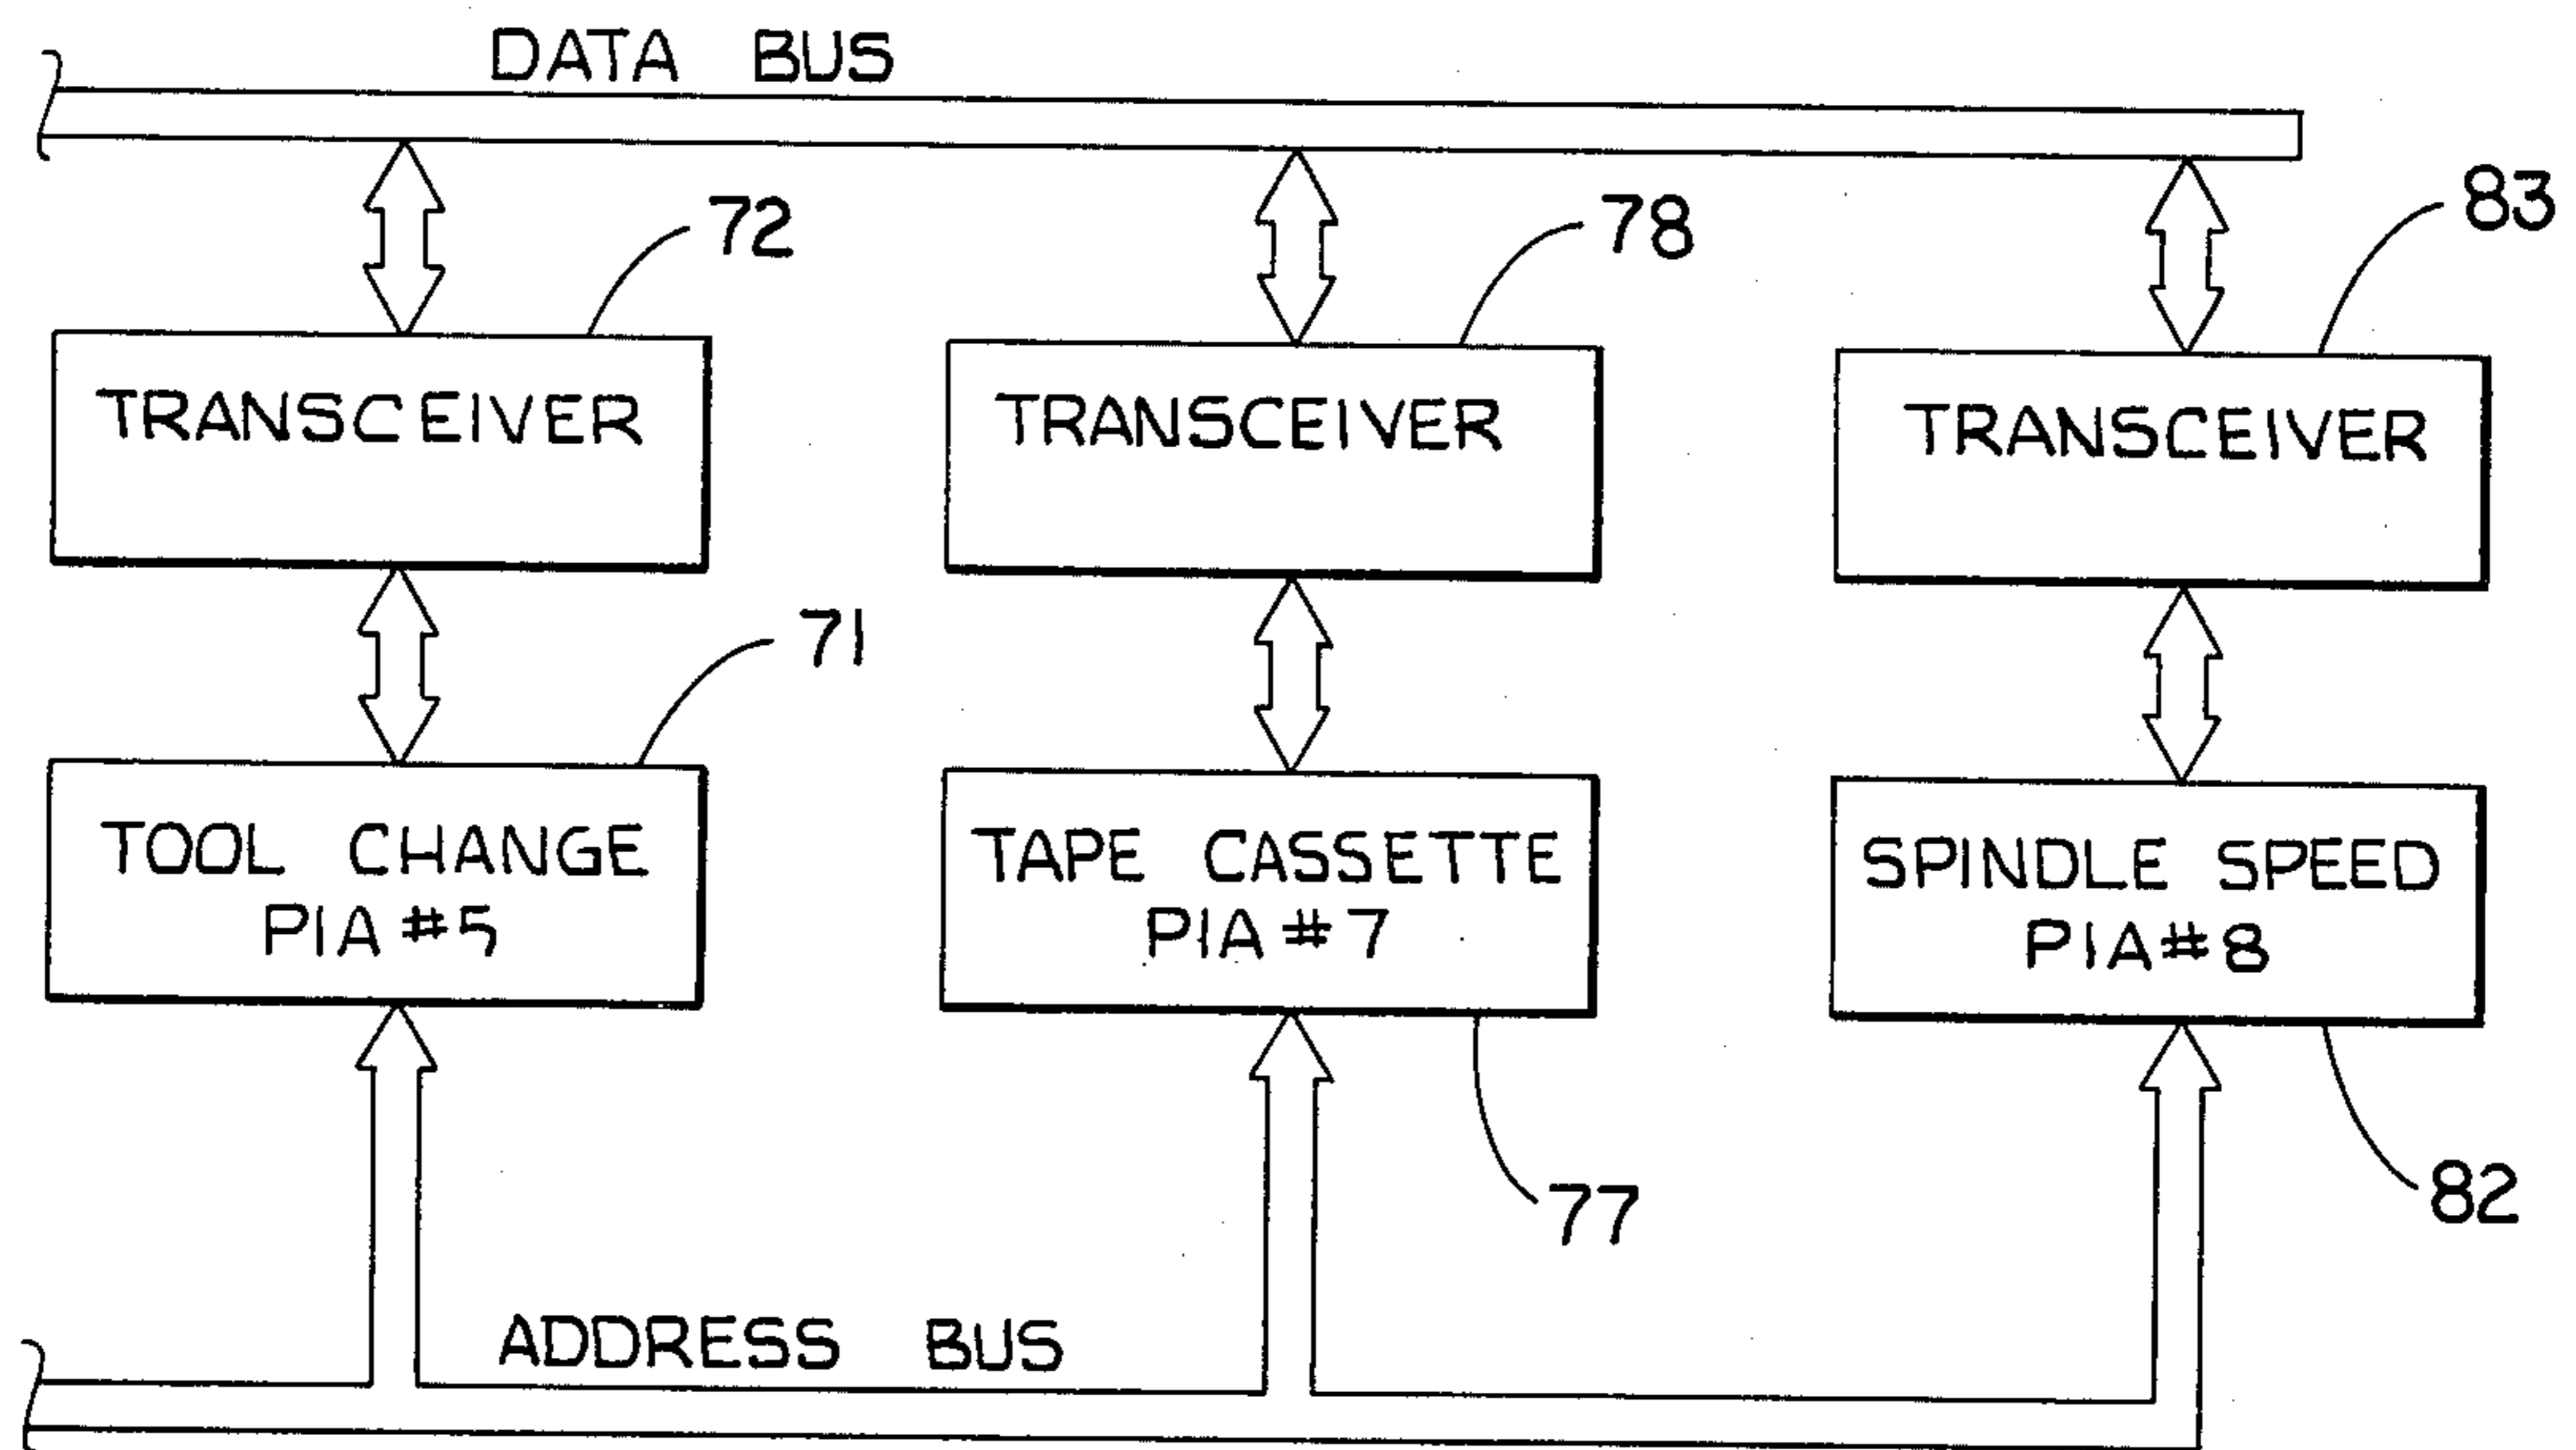 DATA BUS
72
78
83
TRANSCEIVER
TRANSCEIVER
TRANSCEIVER
71
TOOL CHANGE
PIA #5
TAPE CASSETTE
PIA #7
SPINDLE SPEED
PIA #8
77
82
ADDRESS BUS